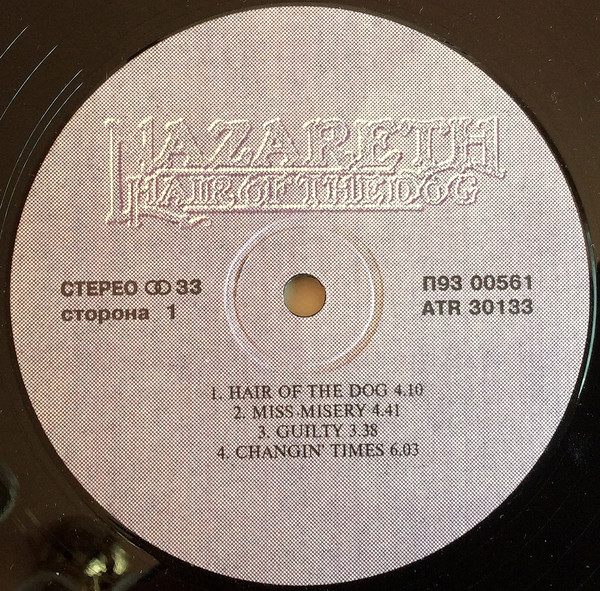 NAZARETH
HAIR OF THE DOG
СТЕРЕО ꝏ 33
сторона 1
П93 00561
ATR 30133
1. HAIR OF THE DOG 4.10
2. MISS MISERY 4.41
3. GUILTY 3.38
4. CHANGIN' TIMES 6.03